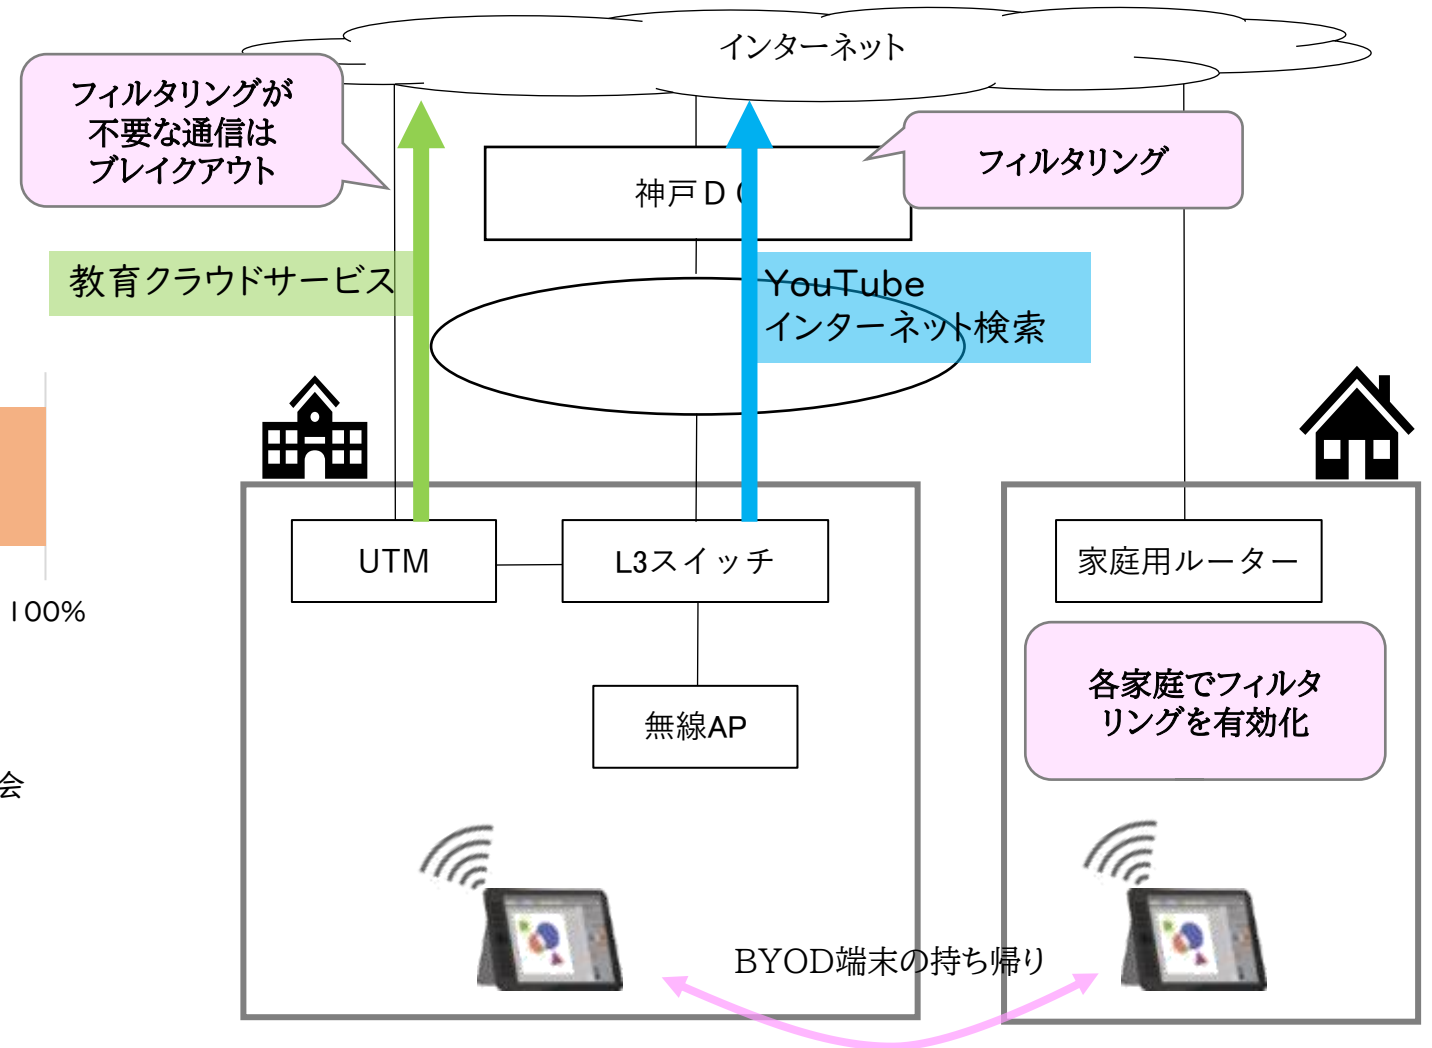 インターネット
フィルタリングが
不要な通信は
ブレイクアウト
フィルタリング
神戸ＤＣ
教育クラウドサービス
YouTube
インターネット検索
UTM
L3スイッチ
家庭用ルーター
100%
無線AP
各家庭でフィルタ
リングを有効化
会
BYOD端末の持ち帰り